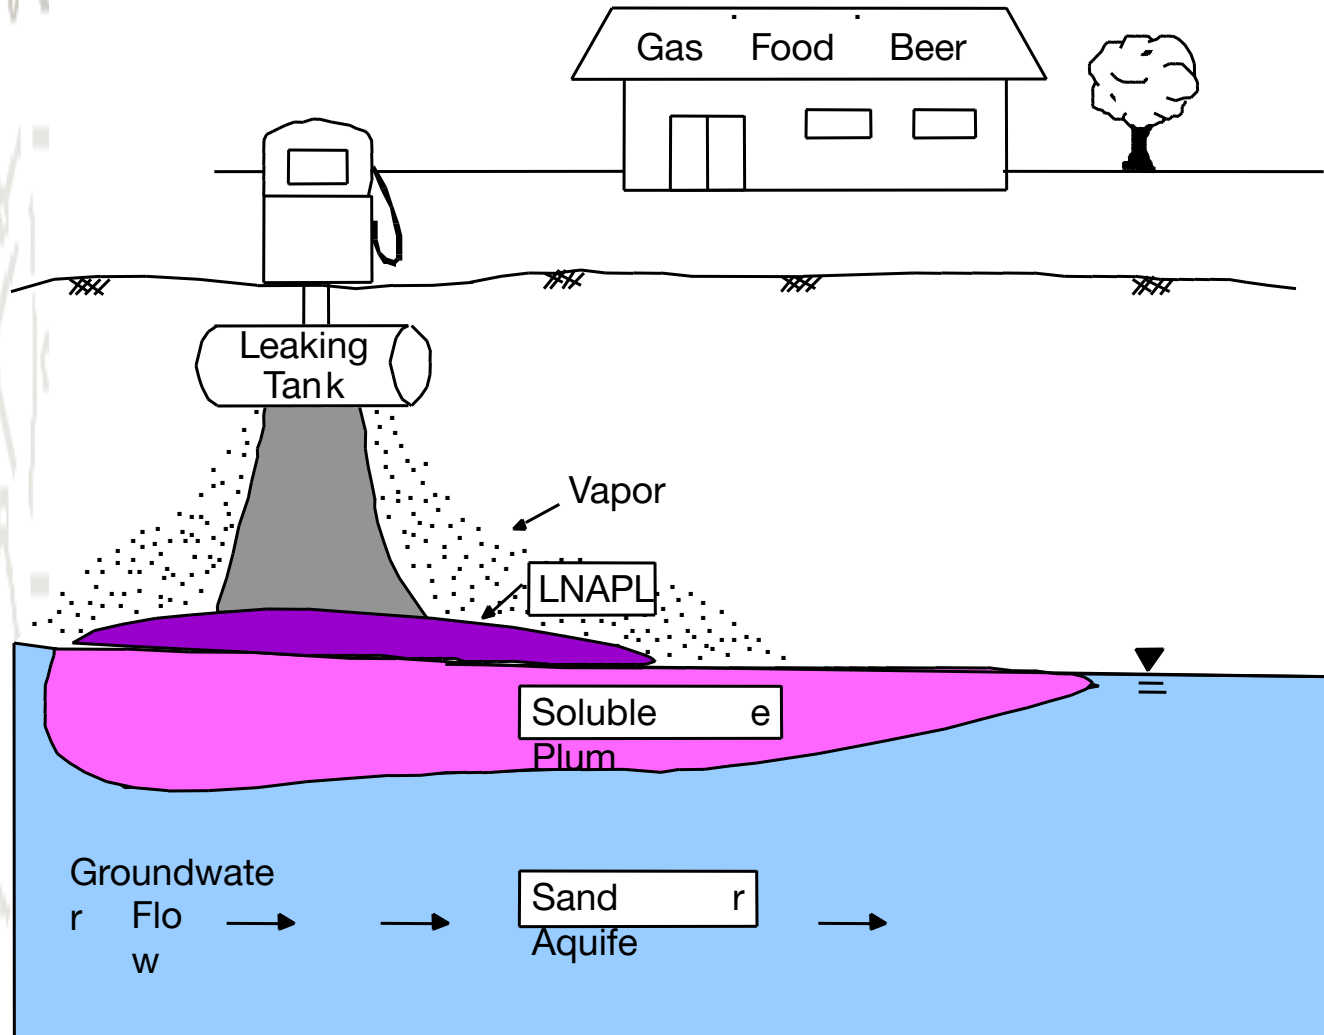 Gas Food Beer
Leaking
Tank
Vapor
LNAPL
Soluble e
Plum
Groundwate
r Flo
w
Sand r
Aquife